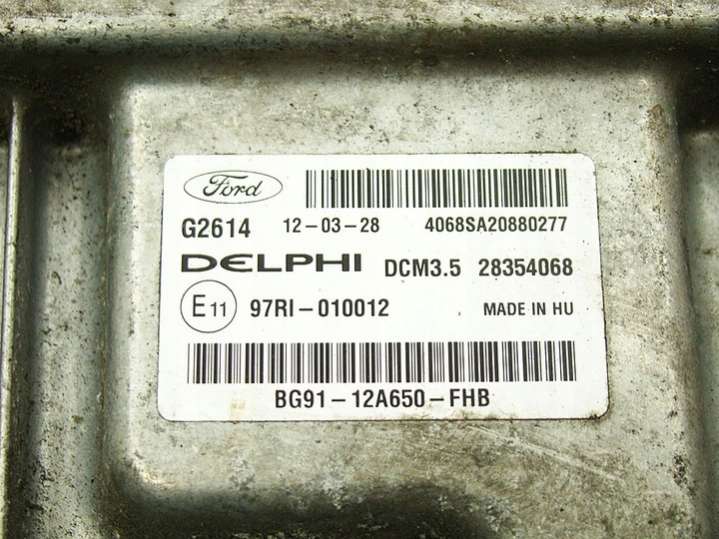 Ford
G2614 12-03-28 4068SA20880277
DELPHI DCM3.5 28354068
E11 97RI-010012 MADE IN HU
BG91-12A650-FHB